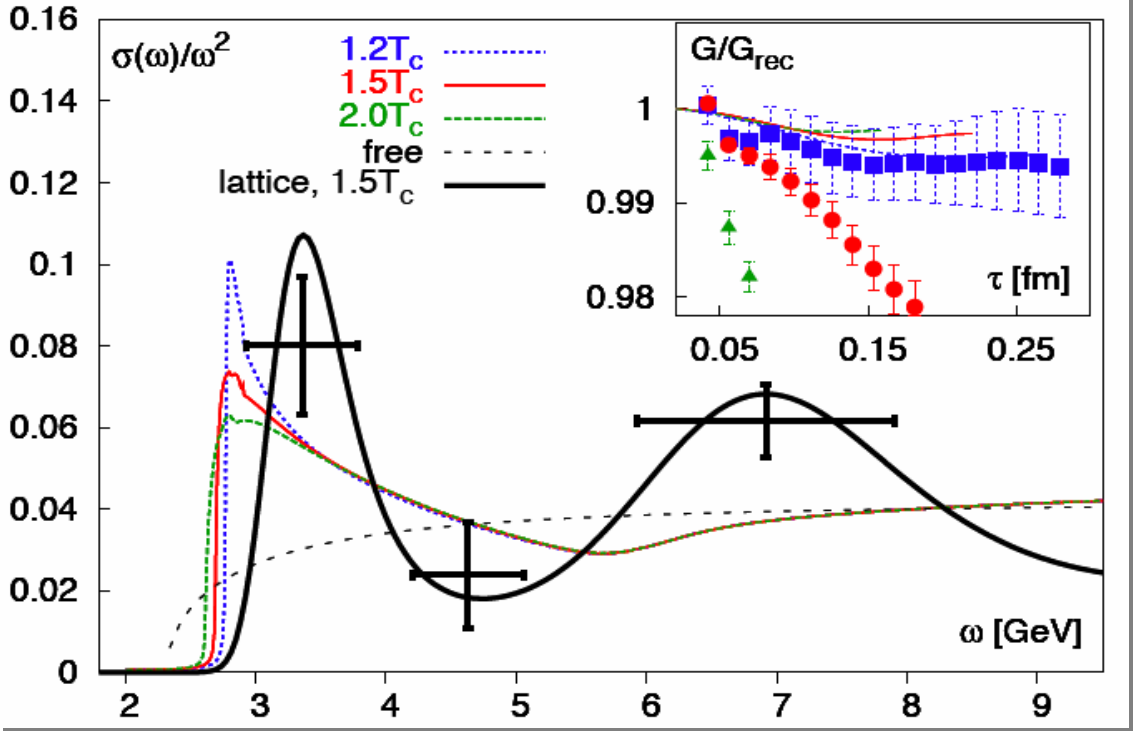 0.16
0.14
0.12
0.1
0.08
0.06
0.04
0.02
0
σ(ω)/ω²
1.2Tc
1.5Tc
2.0Tc
free
lattice, 1.5Tc
G/Grec
1
0.99
0.98
τ [fm]
0.05 0.15 0.25
ω [GeV]
2 3 4 5 6 7 8 9